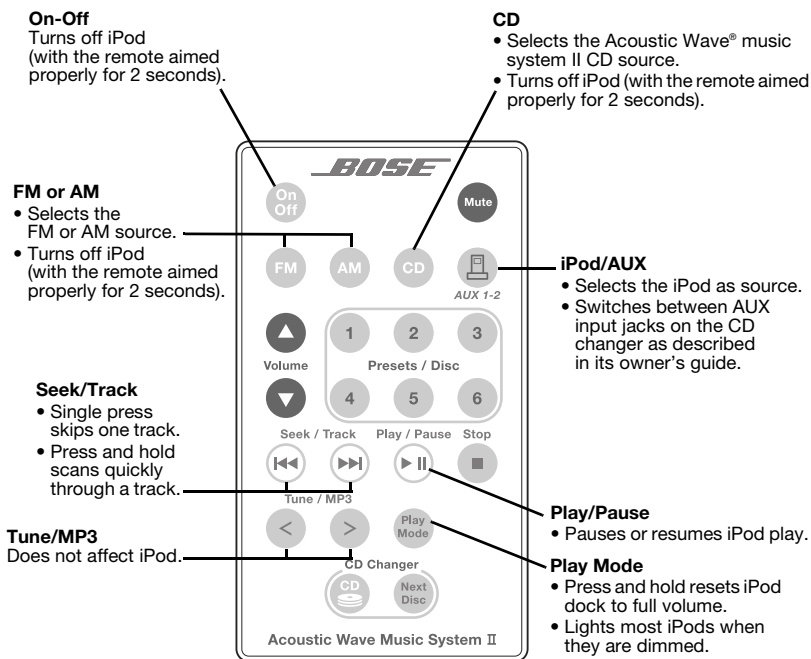 On-Off
Turns off iPod
(with the remote aimed
properly for 2 seconds).
CD
• Selects the Acoustic Wave® music
system II CD source.
• Turns off iPod (with the remote aimed
properly for 2 seconds).
FM or AM
• Selects the
FM or AM source.
• Turns off iPod
(with the remote aimed
properly for 2 seconds).
iPod/AUX
• Selects the iPod as source.
• Switches between AUX
input jacks on the CD
changer as described
in its owner's guide.
Seek/Track
• Single press
skips one track.
• Press and hold
scans quickly
through a track.
Tune/MP3
Does not affect iPod.
Play/Pause
• Pauses or resumes iPod play.
Play Mode
• Press and hold resets iPod
dock to full volume.
• Lights most iPods when
they are dimmed.
BOSE
On
Off
Mute
FM AM CD
AUX 1-2
1 2 3
Volume Presets / Disc
4 5 6
Seek / Track Play / Pause Stop
Tune / MP3
< > Play
Mode
CD Changer
CD Next
Disc
Acoustic Wave Music System II